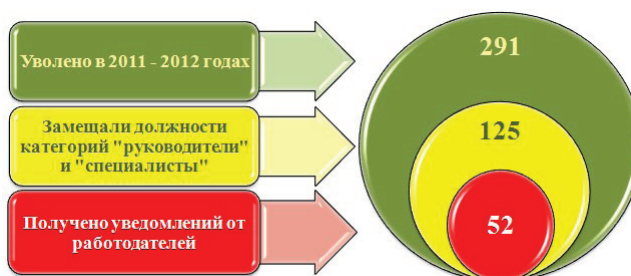 Уволено в 2011 - 2012 годах
291
Замещали должности
категорий "руководители"
и "специалисты"
125
Получено уведомлений от
работодателей
52